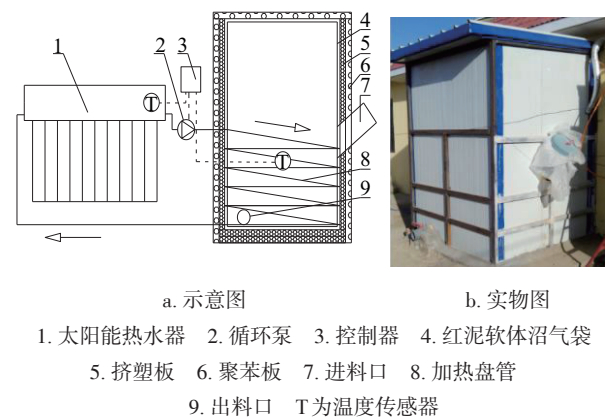 1
2
3
4
5
6
7
8
9
T
T
a. 示意图 b. 实物图
1. 太阳能热水器 2. 循环泵 3. 控制器 4. 红泥软体沼气袋
5. 挤塑板 6. 聚苯板 7. 进料口 8. 加热盘管
9. 出料口 T为温度传感器